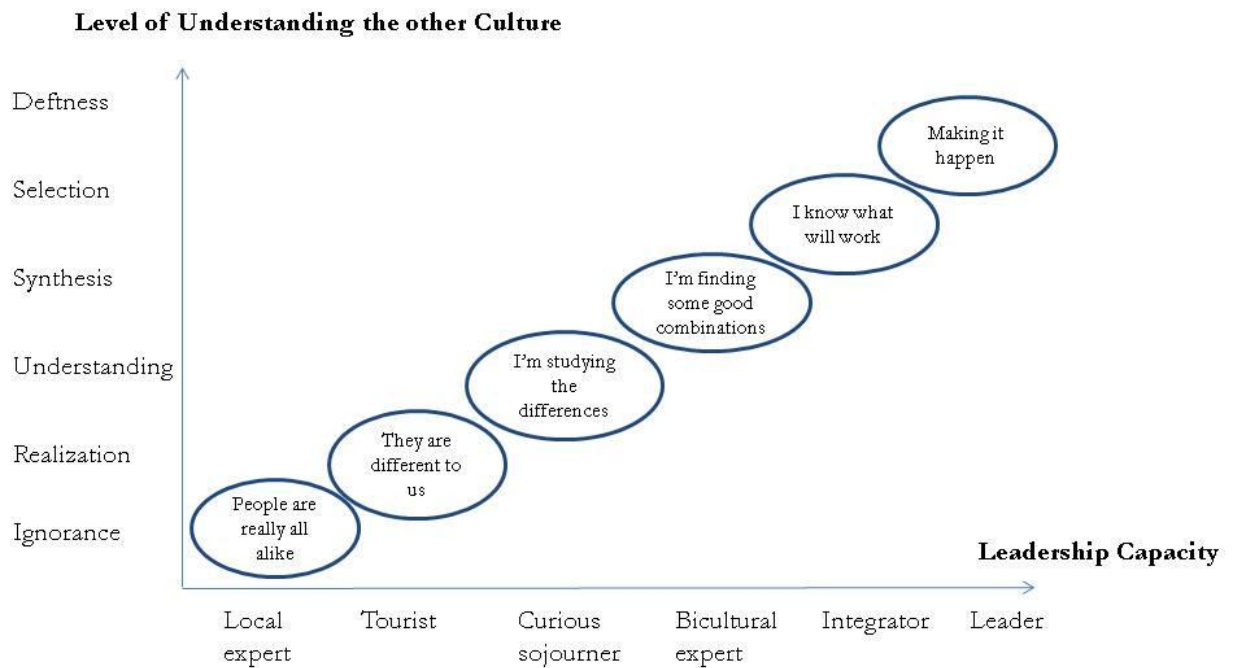 Level of Understanding the other Culture
Deftness
Making it
happen
Selection
I know what
will work
Synthesis
I'm finding
some good
combinations
Understanding
I'm studying
the
differences
Realization
They are
different to
us
Ignorance
People are
really all
alike
Leadership Capacity
Local
expert
Tourist
Curious
sojourner
Bicultural
expert
Integrator
Leader